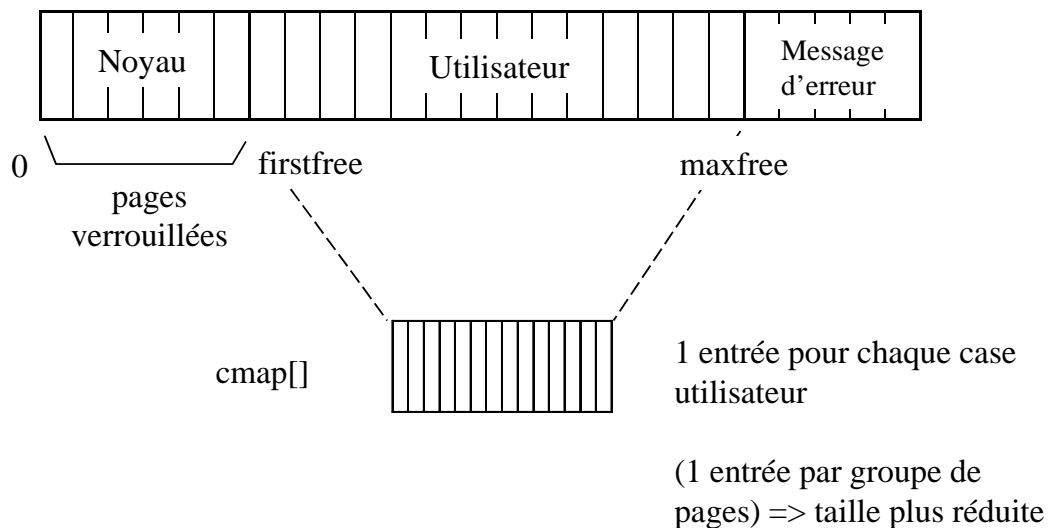 Noyau
Utilisateur
Message
d’erreur
0
firstfree
maxfree
pages
verrouillées
cmap[]
1 entrée pour chaque case
utilisateur
(1 entrée par groupe de
pages) => taille plus réduite